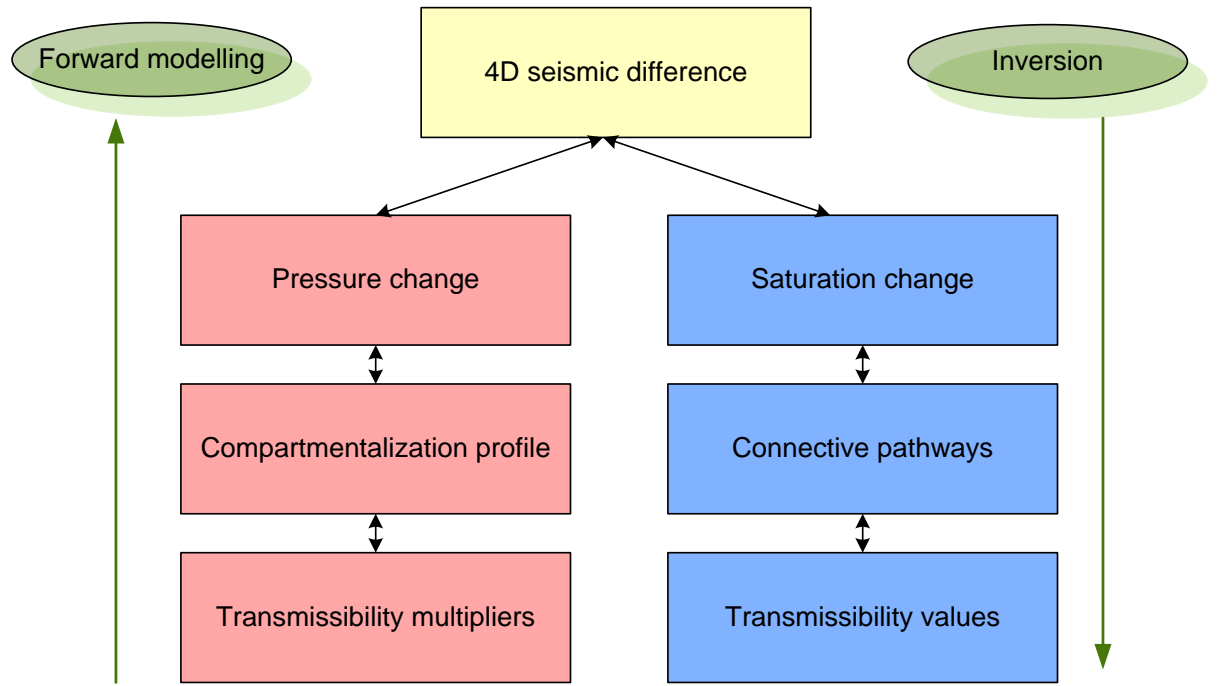 Forward modelling
4D seismic difference
Inversion
Pressure change
Saturation change
Compartmentalization profile
Connective pathways
Transmissibility multipliers
Transmissibility values